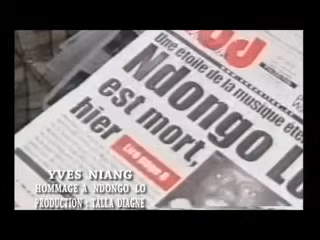 Une étoile de la musique
Ndongo Lo
est mort,
hier
Lire page 8
YVES NIANG
HOMMAGE A NDONGO LO
PRODUCTION : TALLA DIAGNE